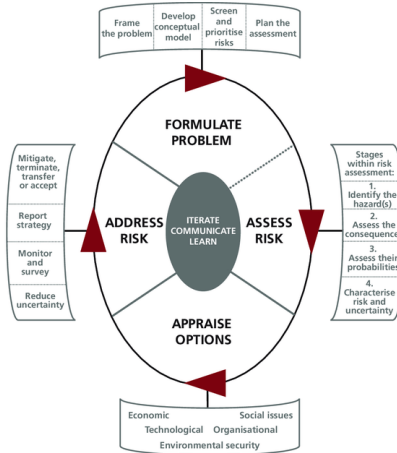 Frame
the problem
Develop
conceptual
model
Screen
and
prioritise
risks
Plan the
assessment
FORMULATE
PROBLEM
Mitigate,
terminate,
transfer
or accept
Report
strategy
Monitor
and
survey
Reduce
uncertainty
ADDRESS
RISK
ITERATE
COMMUNICATE
LEARN
ASSESS
RISK
Stages
within risk
assessment:
1.
Identify the
hazard(s)
2.
Assess the
consequence
3.
Assess their
probabilities
4.
Characterise
risk and
uncertainty
APPRAISE
OPTIONS
Economic Social issues
Technological Organisational
Environmental security